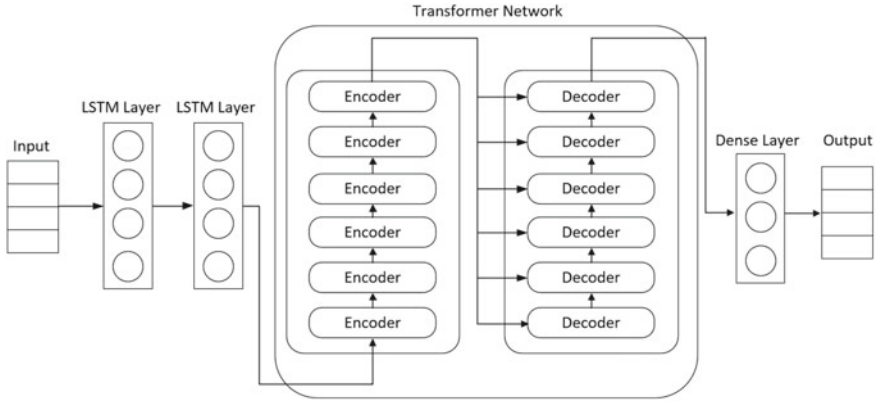 Transformer Network
LSTM Layer
LSTM Layer
Input
Encoder
Encoder
Encoder
Encoder
Encoder
Encoder
Decoder
Decoder
Decoder
Decoder
Decoder
Decoder
Dense Layer
Output